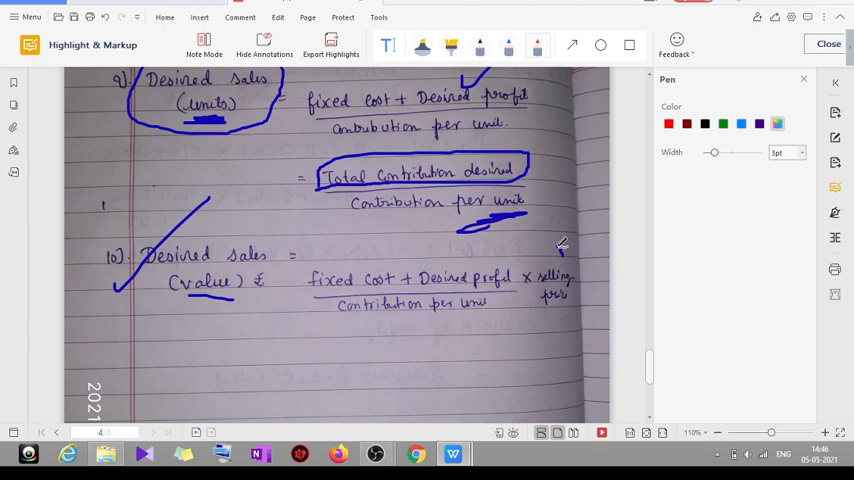 Menu
Home
Insert
Comment
Edit
Page
Protect
Tools
Highlight & Markup
Note Mode
Hide Annotations
Export Highlights
Feedback
Close
9). Desired sales
(units) = fixed cost + Desired profit
Contribution per unit.
= Total Contribution desired
Contribution per unit
10]. Desired sales =
(value) ₹ fixed cost + Desired profit × selling
Contribution per unit price
2021
Pen
Color
Width 3pt
4/4
110%
ENG
14:46
05-05-2021